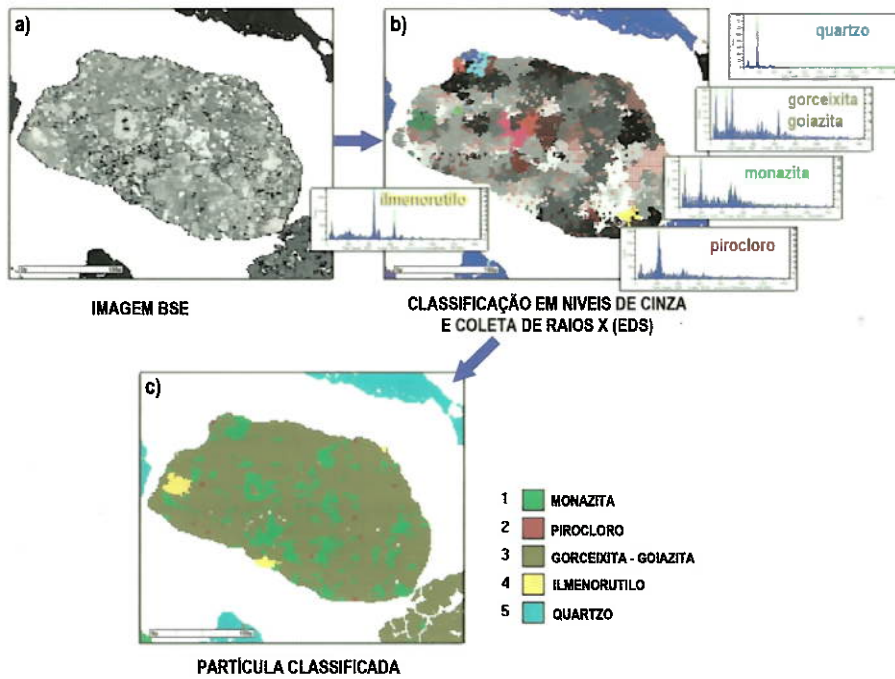 a)
b)
quartzo
gorceixita
goiazita
monazita
ilmenorutilo
pirocloro
IMAGEM BSE
CLASSIFICAÇÃO EM NIVEIS DE CINZA
E COLETA DE RAIOS X (EDS)
c)
1 MONAZITA
2 PIROCLORO
3 GORCEIXITA - GOIAZITA
4 ILMENORUTILO
5 QUARTZO
PARTÍCULA CLASSIFICADA